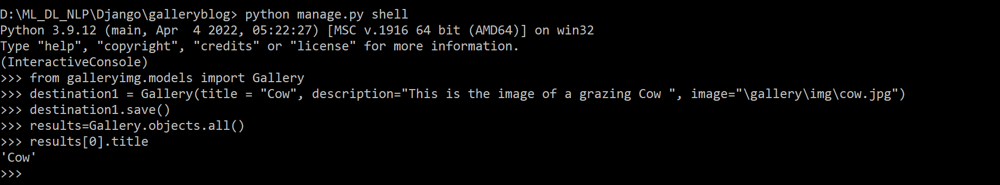 D:\ML_DL_NLP\Django\galleryblog> python manage.py shell
Python 3.9.12 (main, Apr  4 2022, 05:22:27) [MSC v.1916 64 bit (AMD64)] on win32
Type "help", "copyright", "credits" or "license" for more information.
(InteractiveConsole)
>>> from galleryimg.models import Gallery
>>> destination1 = Gallery(title = "Cow", description="This is the image of a grazing Cow ", image="\gallery\img\cow.jpg")
>>> destination1.save()
>>> results=Gallery.objects.all()
>>> results[0].title
'Cow'
>>>